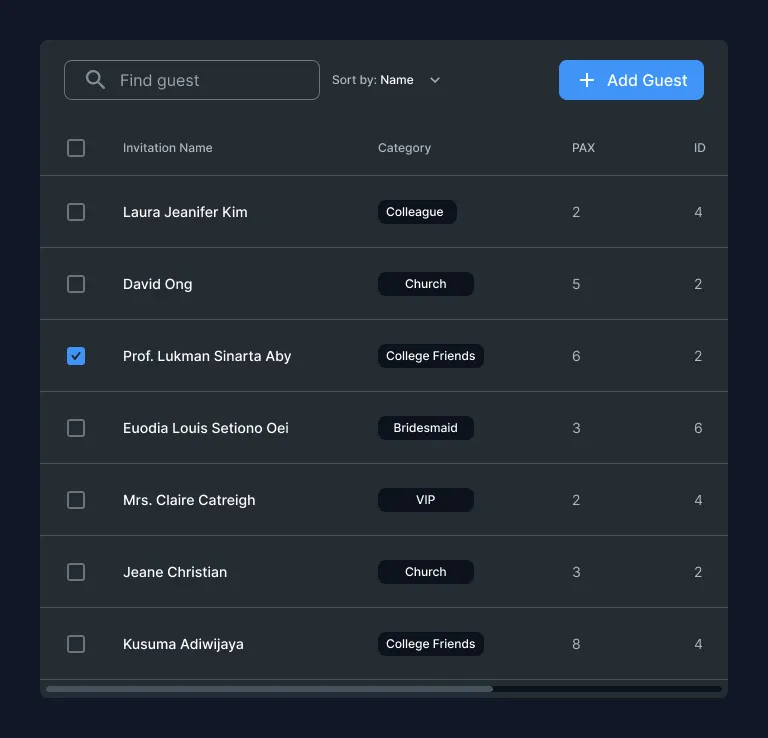 Find guest Sort by: Name Add Guest
Invitation Name Category PAX ID
Laura Jeanifer Kim Colleague 2 4
David Ong Church 5 2
Prof. Lukman Sinarta Aby College Friends 6 2
Euodia Louis Setiono Oei Bridesmaid 3 6
Mrs. Claire Catreigh VIP 2 4
Jeane Christian Church 3 2
Kusuma Adiwijaya College Friends 8 4